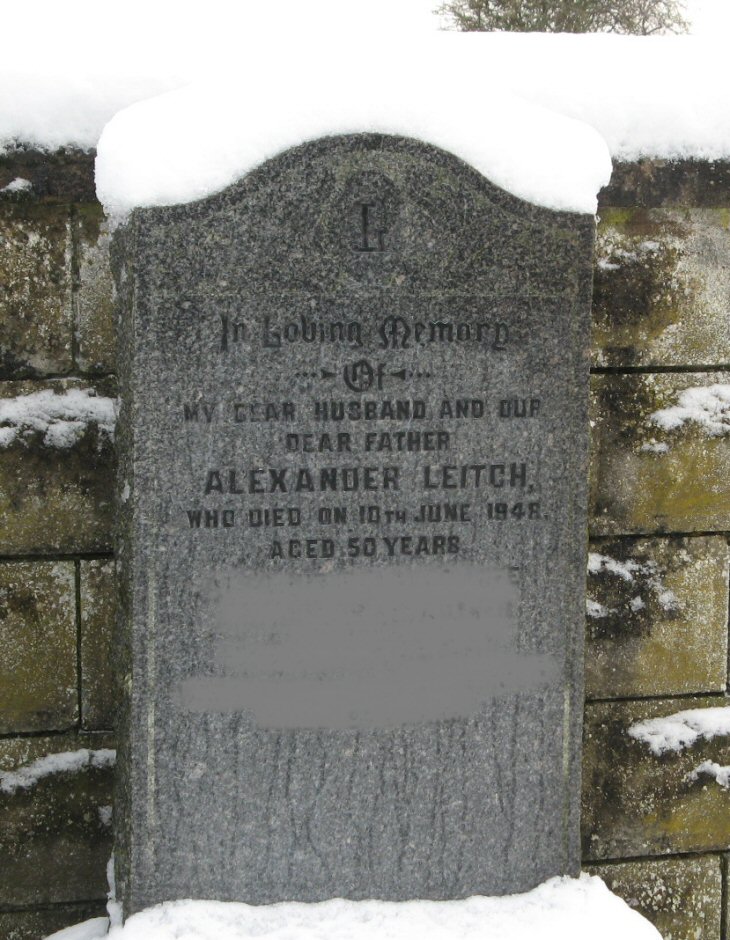 L
In Loving Memory
Of
MY DEAR HUSBAND AND OUR
DEAR FATHER
ALEXANDER LEITCH,
WHO DIED ON 10TH JUNE 1948.
AGED 50 YEARS